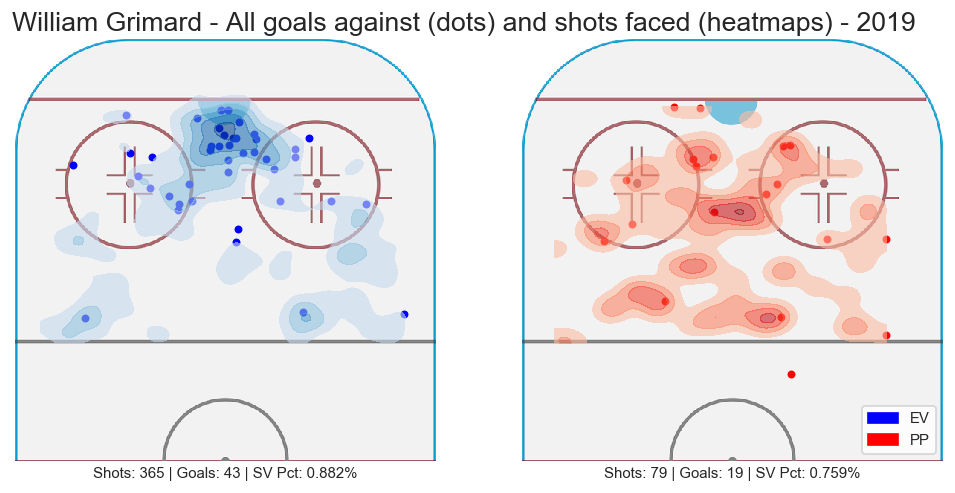 William Grimard - All goals against (dots) and shots faced (heatmaps) - 2019
EV
PP
Shots: 365 | Goals: 43 | SV Pct: 0.882%
Shots: 79 | Goals: 19 | SV Pct: 0.759%